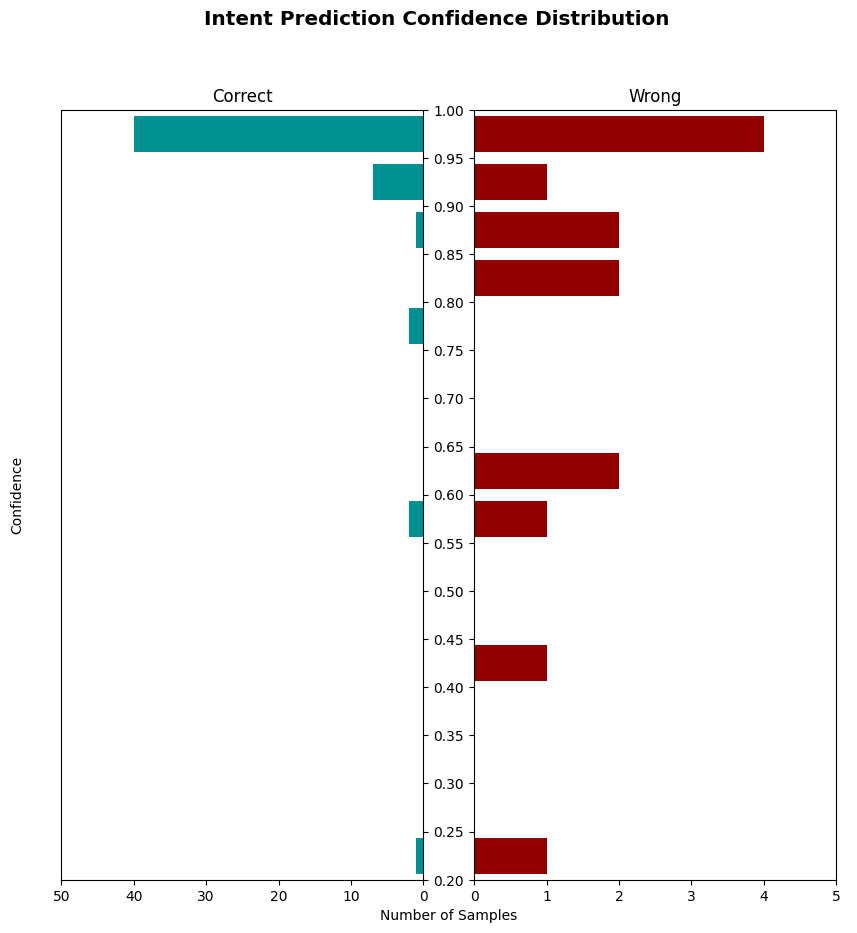 Intent Prediction Confidence Distribution
Correct
Wrong
1.00
0.95
0.90
0.85
0.80
0.75
0.70
0.65
0.60
0.55
0.50
0.45
0.40
0.35
0.30
0.25
0.20
Confidence
50 40 30 20 10 0
0 1 2 3 4 5
Number of Samples